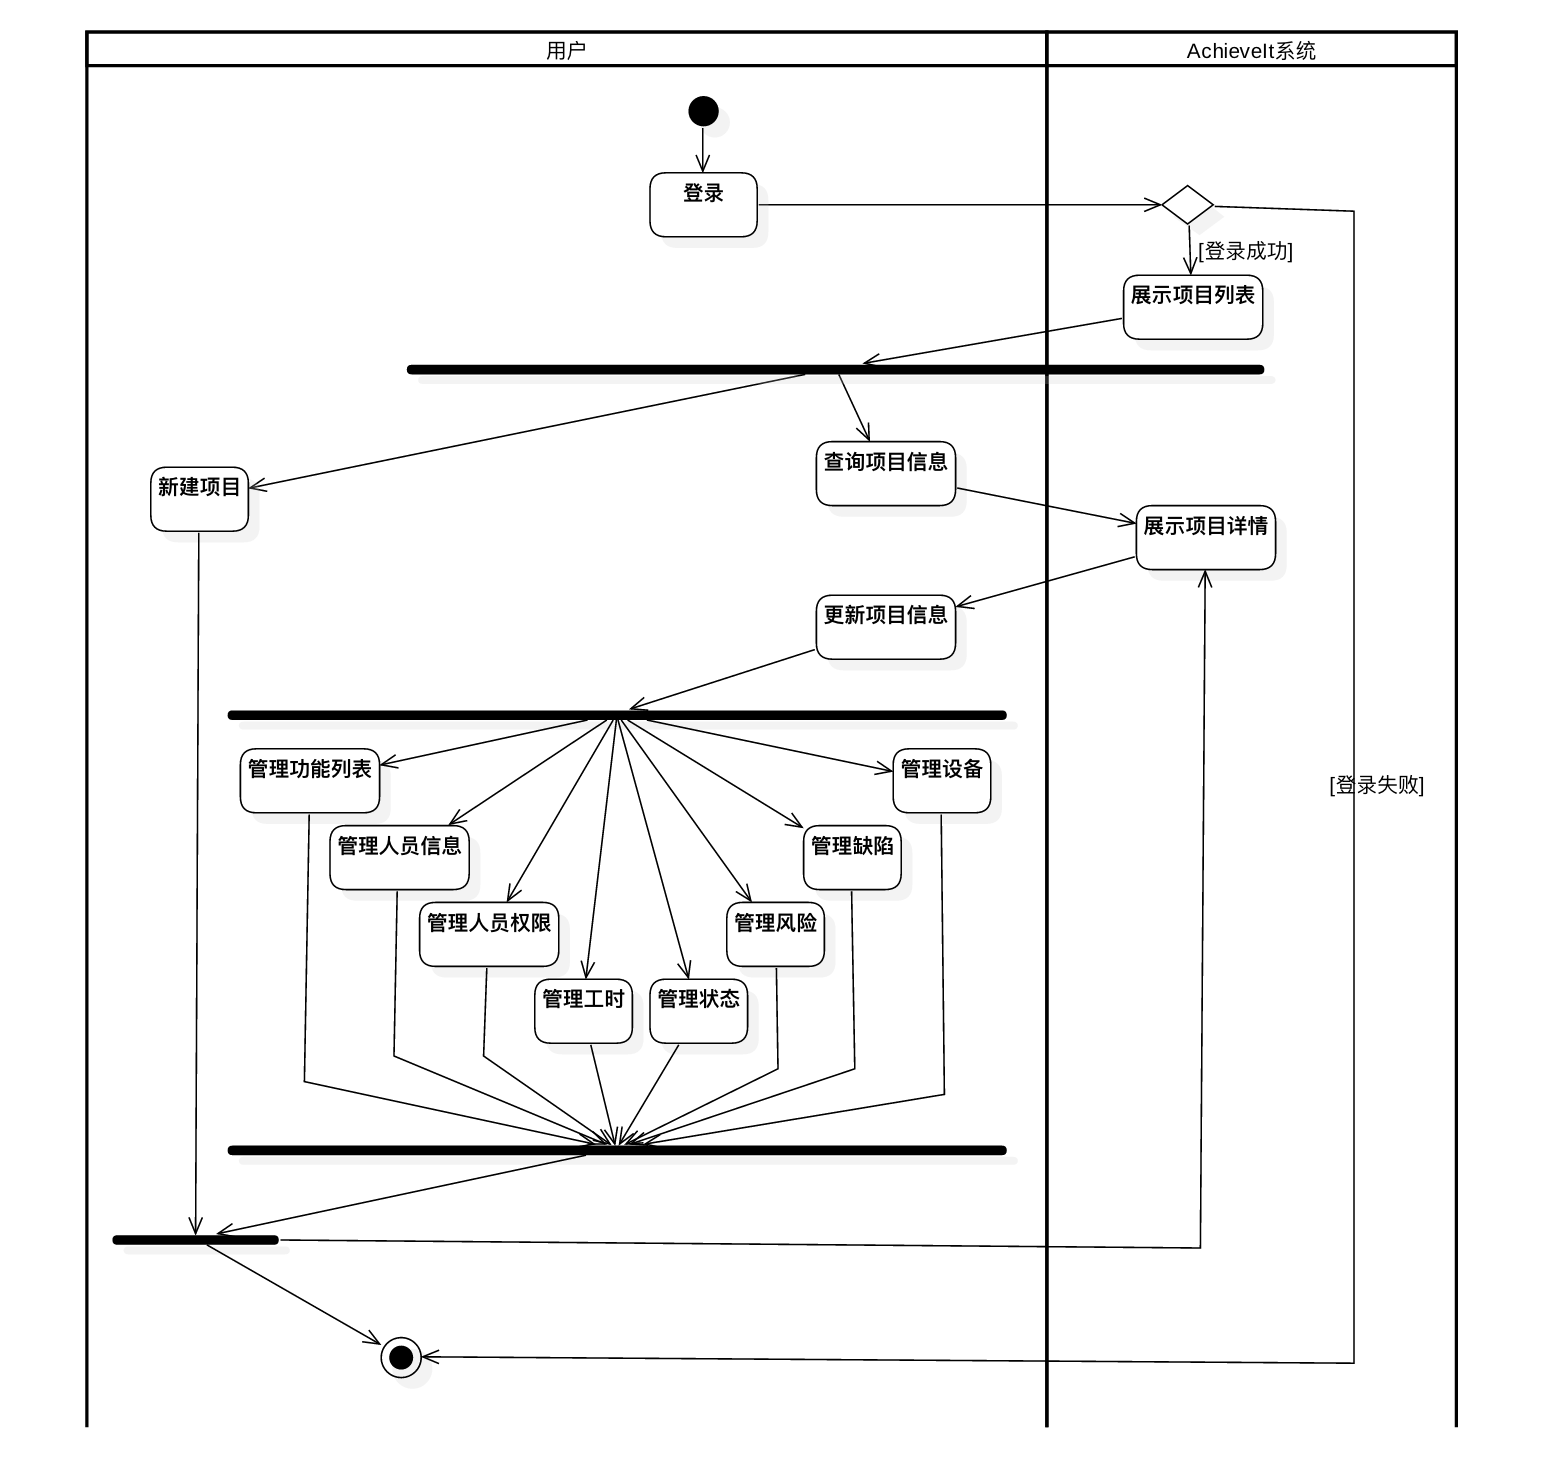 用户
AchieveIt系统
登录
[登录成功]
展示项目列表
查询项目信息
新建项目
展示项目详情
更新项目信息
管理功能列表
管理设备
[登录失败]
管理人员信息
管理缺陷
管理人员权限
管理风险
管理工时
管理状态